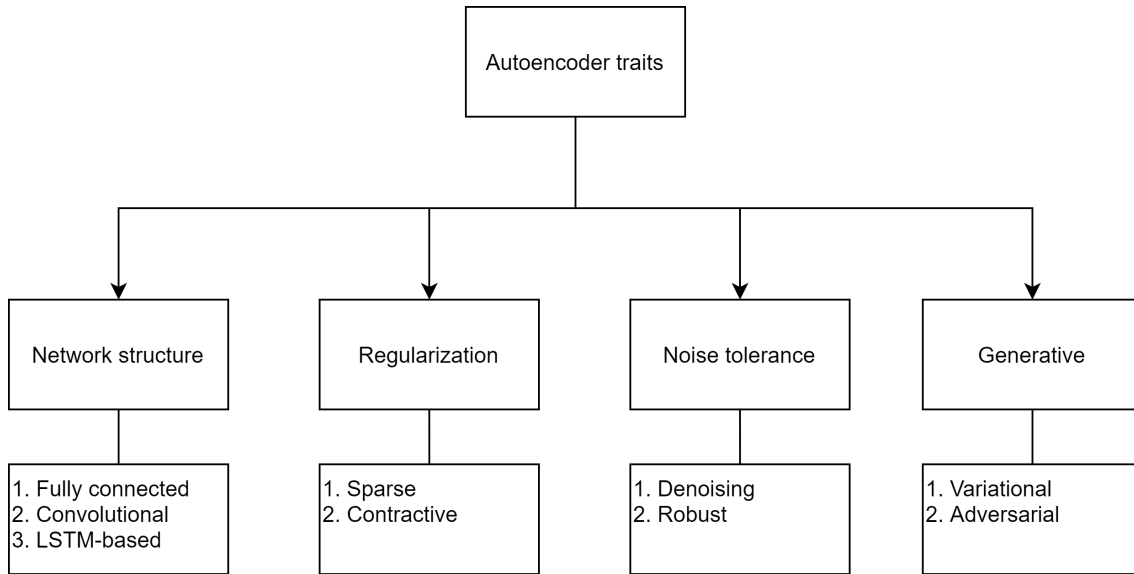 Autoencoder traits
Network structure
Regularization
Noise tolerance
Generative
1. Fully connected
2. Convolutional
3. LSTM-based
1. Sparse
2. Contractive
1. Denoising
2. Robust
1. Variational
2. Adversarial